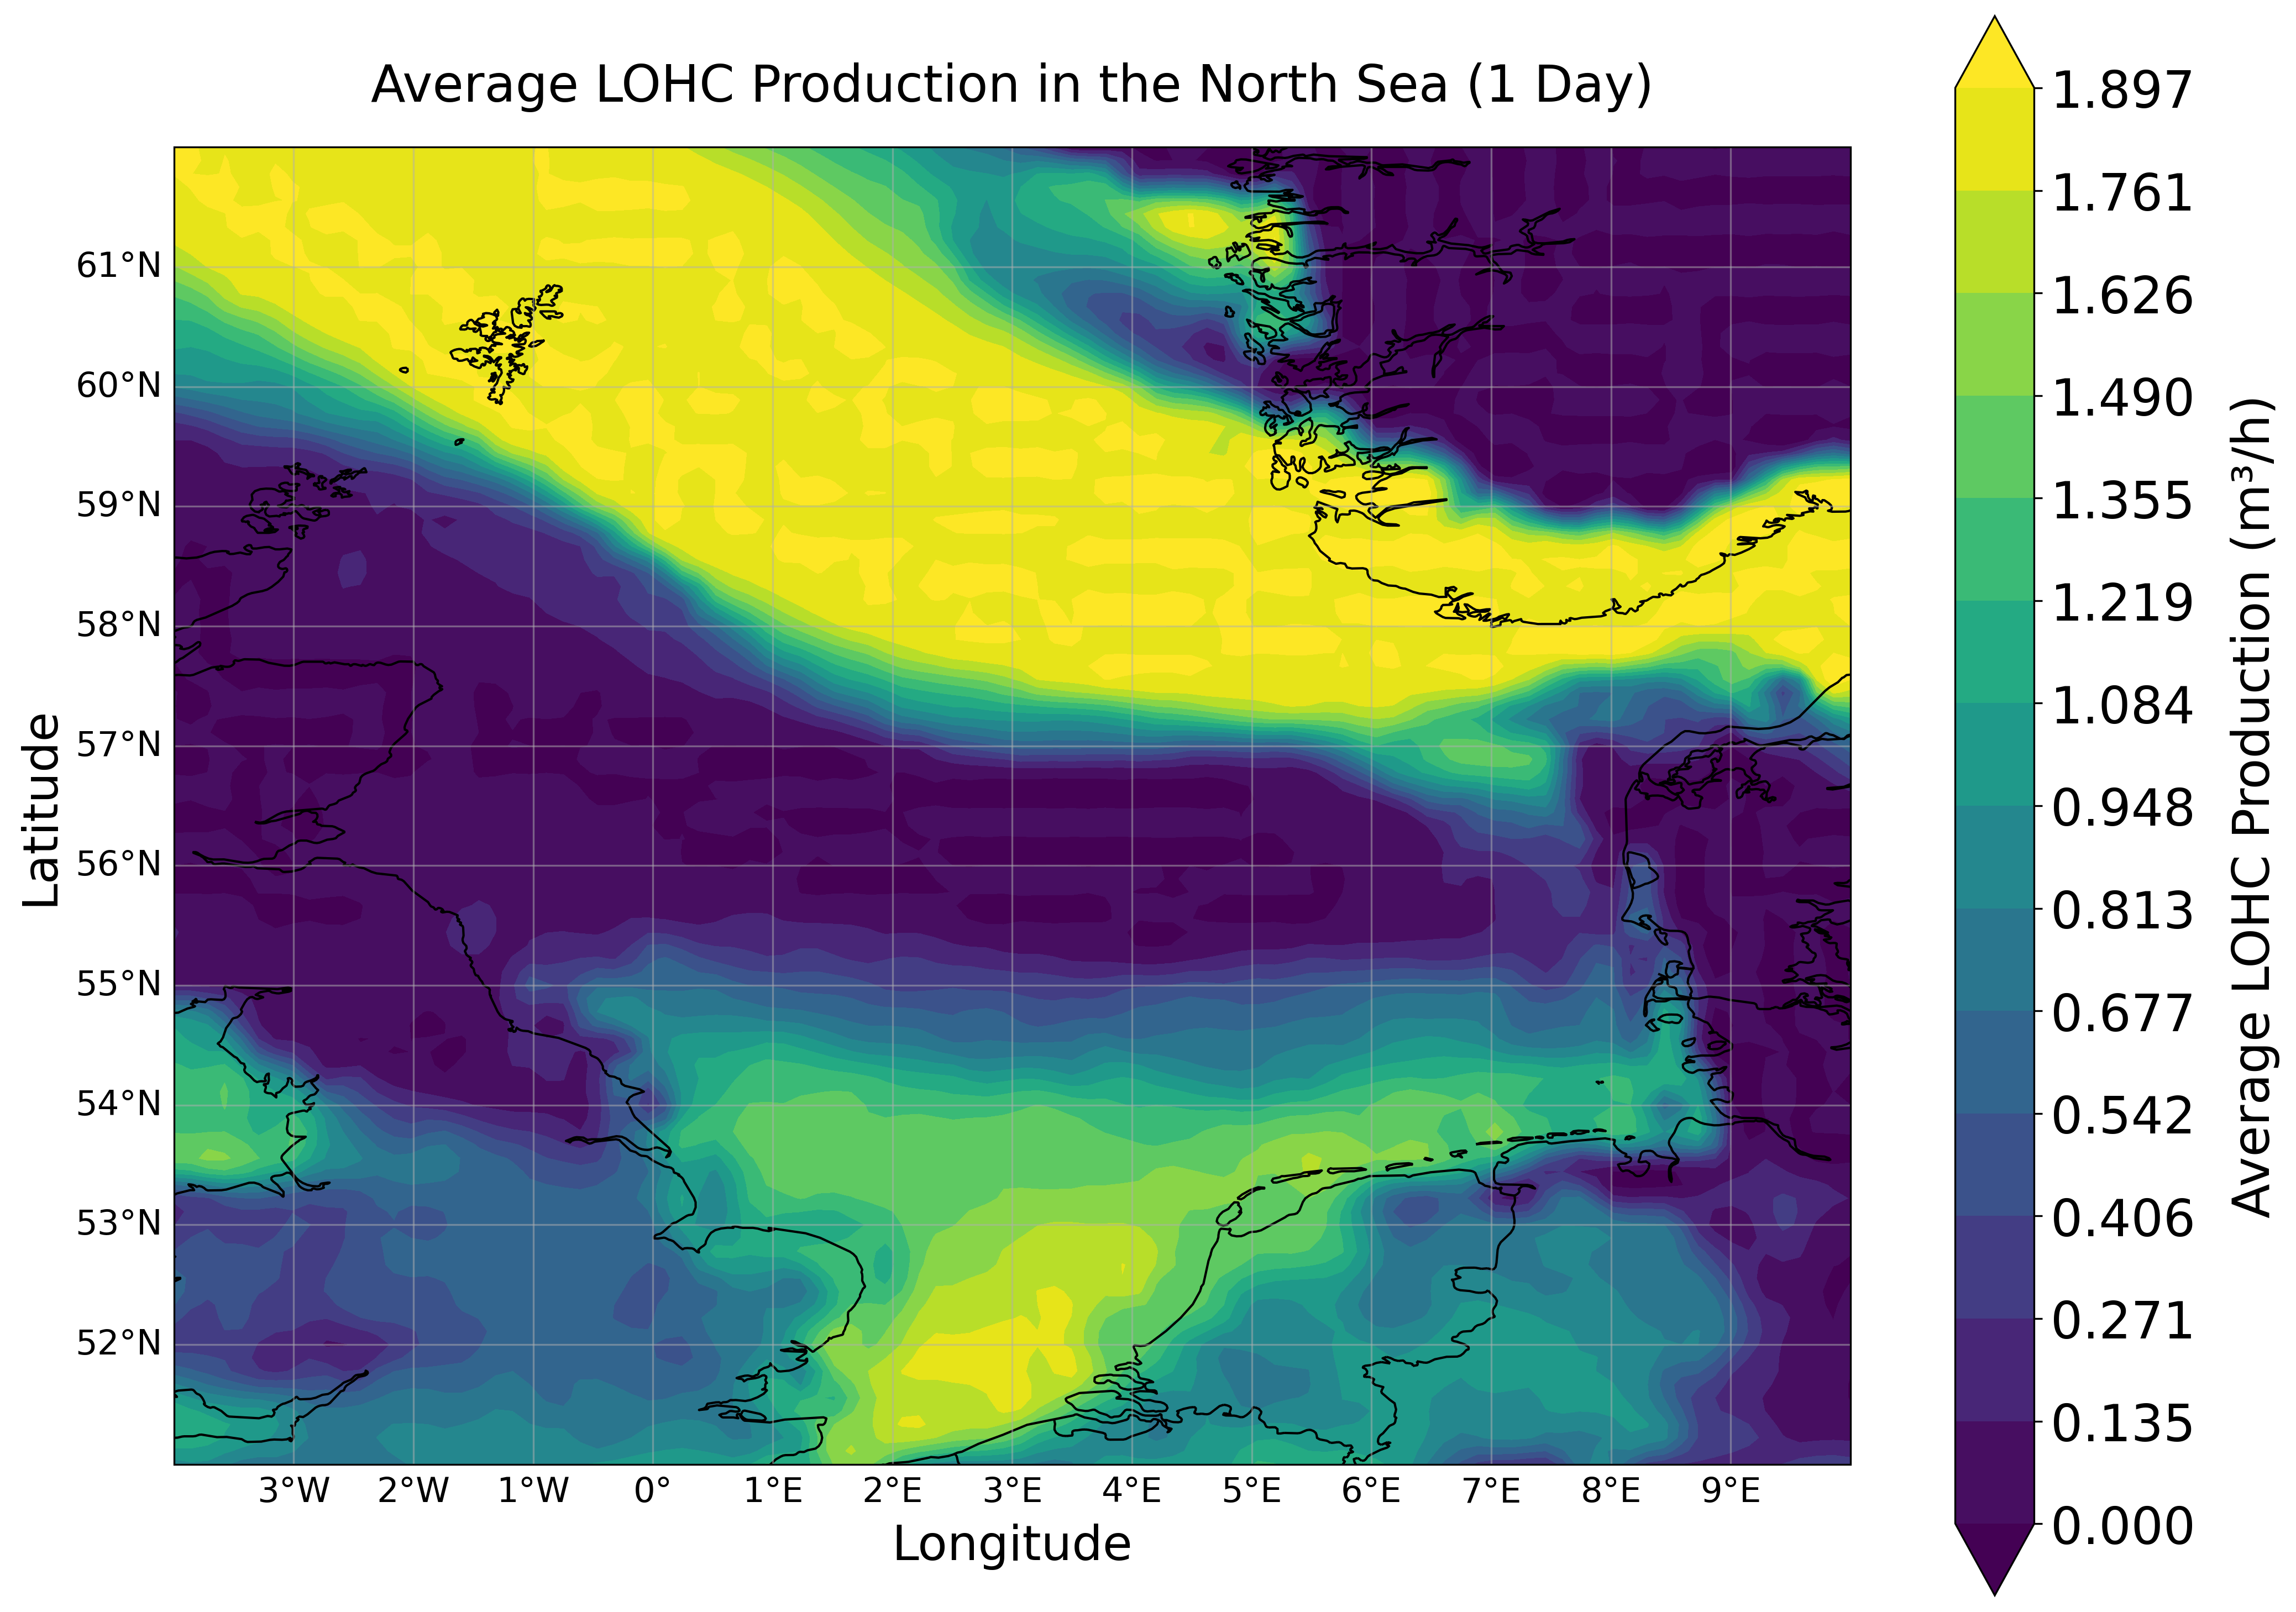 Average LOHC Production in the North Sea (1 Day)
61°N
60°N
59°N
58°N
57°N
56°N
55°N
54°N
53°N
52°N
Latitude
3°W 2°W 1°W 0° 1°E 2°E 3°E 4°E 5°E 6°E 7°E 8°E 9°E
Longitude
1.897
1.761
1.626
1.490
1.355
1.219
1.084
0.948
0.813
0.677
0.542
0.406
0.271
0.135
0.000
Average LOHC Production (m³/h)